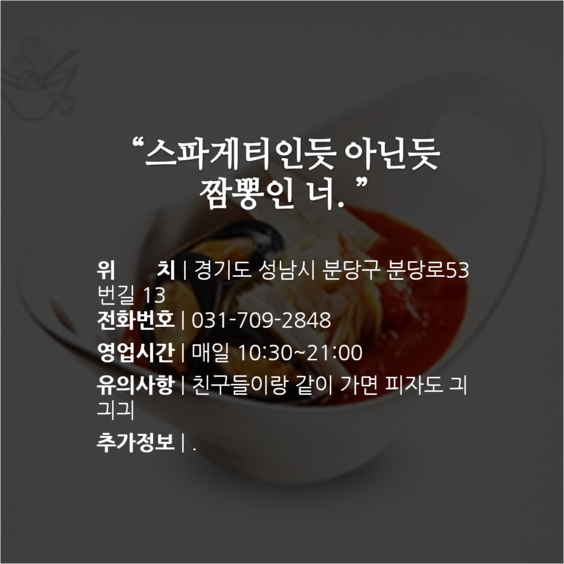 “스파게티인듯 아닌듯
짬뽕인 너. ”
위 치 | 경기도 성남시 분당구 분당로53
번길 13
전화번호 | 031-709-2848
영업시간 | 매일 10:30~21:00
유의사항 | 친구들이랑 같이 가면 피자도 긔
긔긔
추가정보 | .